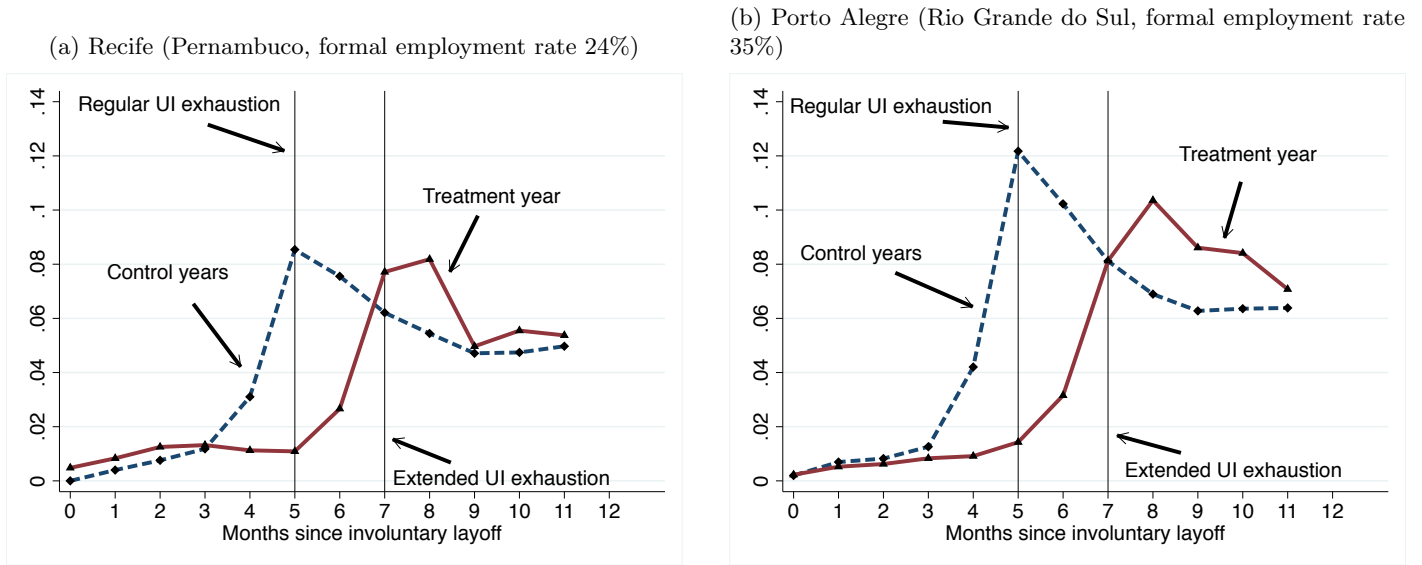 (a) Recife (Pernambuco, formal employment rate 24%)
.14
.12
.1
.08
.06
.04
.02
0
Regular UI exhaustion
Treatment year
Control years
Extended UI exhaustion
0 1 2 3 4 5 6 7 8 9 10 11 12
Months since involuntary layoff
(b) Porto Alegre (Rio Grande do Sul, formal employment rate
35%)
.14
.12
.1
.08
.06
.04
.02
0
Regular UI exhaustion
Treatment year
Control years
Extended UI exhaustion
0 1 2 3 4 5 6 7 8 9 10 11 12
Months since involuntary layoff